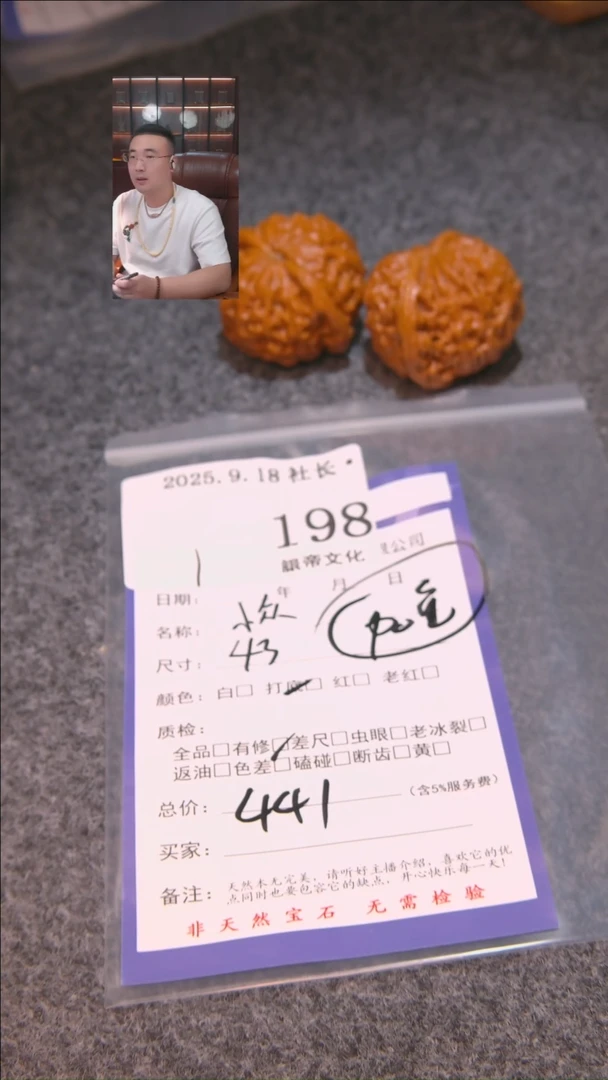 2025.9.18社长
198
韻帝文化 公司
日期: 年 月 日
名称: 小众
尺寸: 43
颜色: 白□ 打底□ 红□ 老红□
质检:
全品□有修□差尺□虫眼□老冰裂□
返油□色差□磕碰□断齿□黄□
总价: 441 (含5%服务费)
买家:
备注: 天然本无完美, 请听好主播介绍, 喜欢它的优
点同时也要包容它的缺点, 开心快乐每一天!
非天然宝石 无需检验